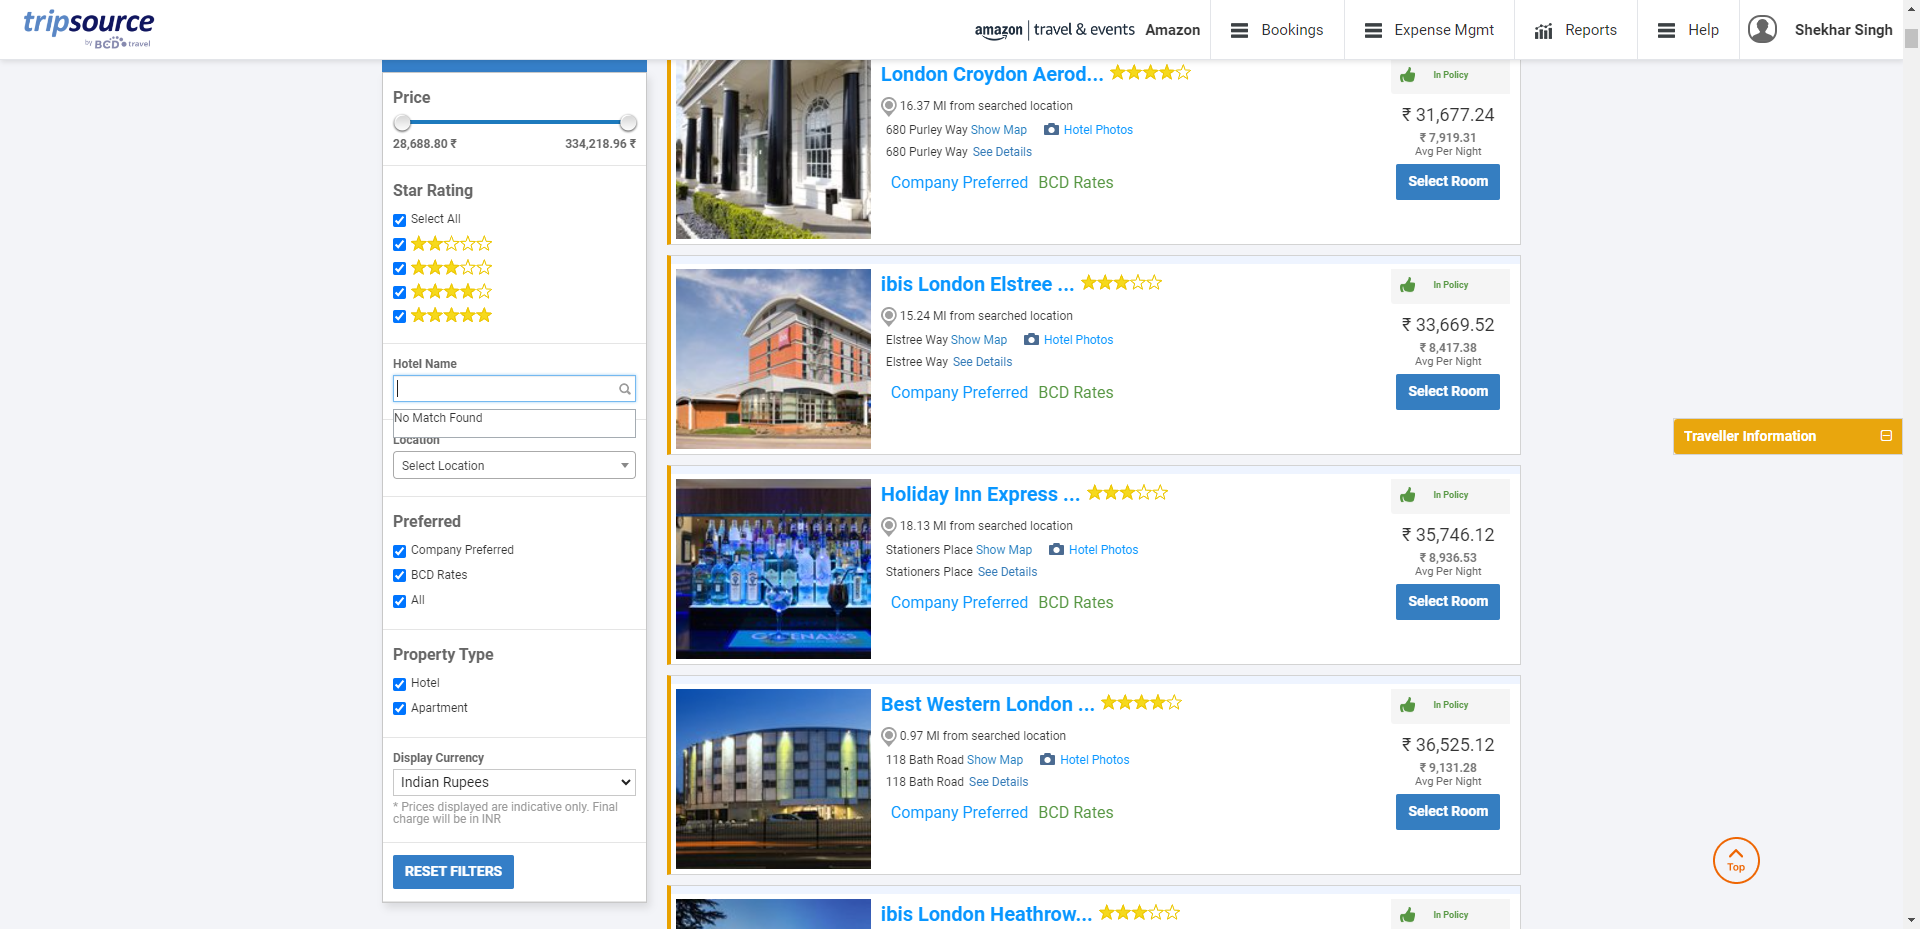 tripsource
by BCD travel
amazon | travel & events Amazon
Bookings
Expense Mgmt
Reports
Help
Shekhar Singh
Price
28,688.80 ₹
334,218.96 ₹
Star Rating
Select All
Hotel Name
No Match Found
Location
Select Location
Preferred
Company Preferred
BCD Rates
All
Property Type
Hotel
Apartment
Display Currency
Indian Rupees
* Prices displayed are indicative only. Final
charge will be in INR
RESET FILTERS
London Croydon Aerod...
16.37 MI from searched location
680 Purley Way Show Map Hotel Photos
680 Purley Way See Details
Company Preferred BCD Rates
In Policy
₹ 31,677.24
₹ 7,919.31
Avg Per Night
Select Room
ibis London Elstree ...
15.24 MI from searched location
Elstree Way Show Map Hotel Photos
Elstree Way See Details
Company Preferred BCD Rates
In Policy
₹ 33,669.52
₹ 8,417.38
Avg Per Night
Select Room
Holiday Inn Express ...
18.13 MI from searched location
Stationers Place Show Map Hotel Photos
Stationers Place See Details
Company Preferred BCD Rates
In Policy
₹ 35,746.12
₹ 8,936.53
Avg Per Night
Select Room
Best Western London ...
0.97 MI from searched location
118 Bath Road Show Map Hotel Photos
118 Bath Road See Details
Company Preferred BCD Rates
In Policy
₹ 36,525.12
₹ 9,131.28
Avg Per Night
Select Room
ibis London Heathrow...
In Policy
Traveller Information
Top